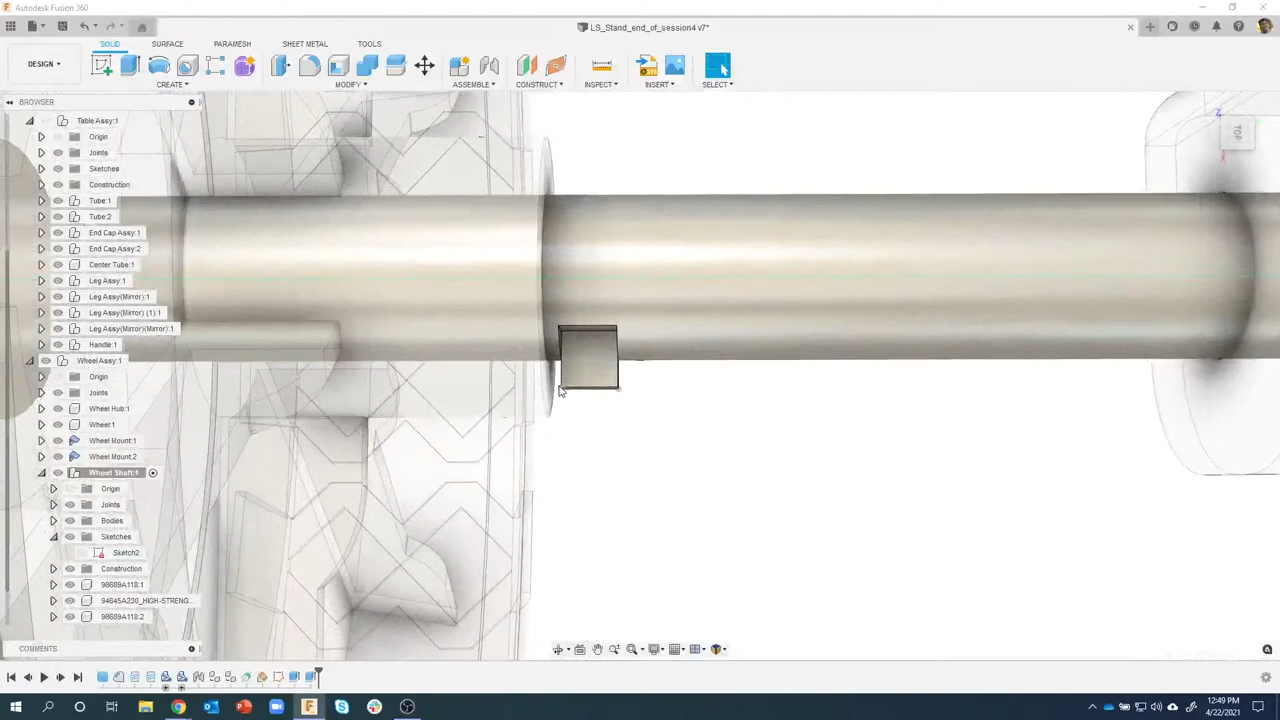 Autodesk Fusion 360
LS_Stand_end_of_session4 v7*
SOLID
SURFACE
PARAMESH
SHEET METAL
TOOLS
DESIGN
CREATE
MODIFY
ASSEMBLE
CONSTRUCT
INSPECT
INSERT
SELECT
BROWSER
Table Assy:1
Origin
Joints
Sketches
Construction
Tube:1
Tube:2
End Cap Assy:1
End Cap Assy:2
Center Tube:1
Leg Assy:1
Leg Assy(Mirror):1
Leg Assy(Mirror) (1):1
Leg Assy(Mirror)(Mirror):1
Handle:1
Wheel Assy:1
Origin
Joints
Wheel Hub:1
Wheel:1
Wheel Mount:1
Wheel Mount:2
Wheel Shaft:1
Origin
Joints
Bodies
Sketches
Sketch2
Construction
98689A118:1
94645A230_HIGH-STRENG...
98689A118:2
COMMENTS
Z
TOP
X
12:49 PM
4/22/2021